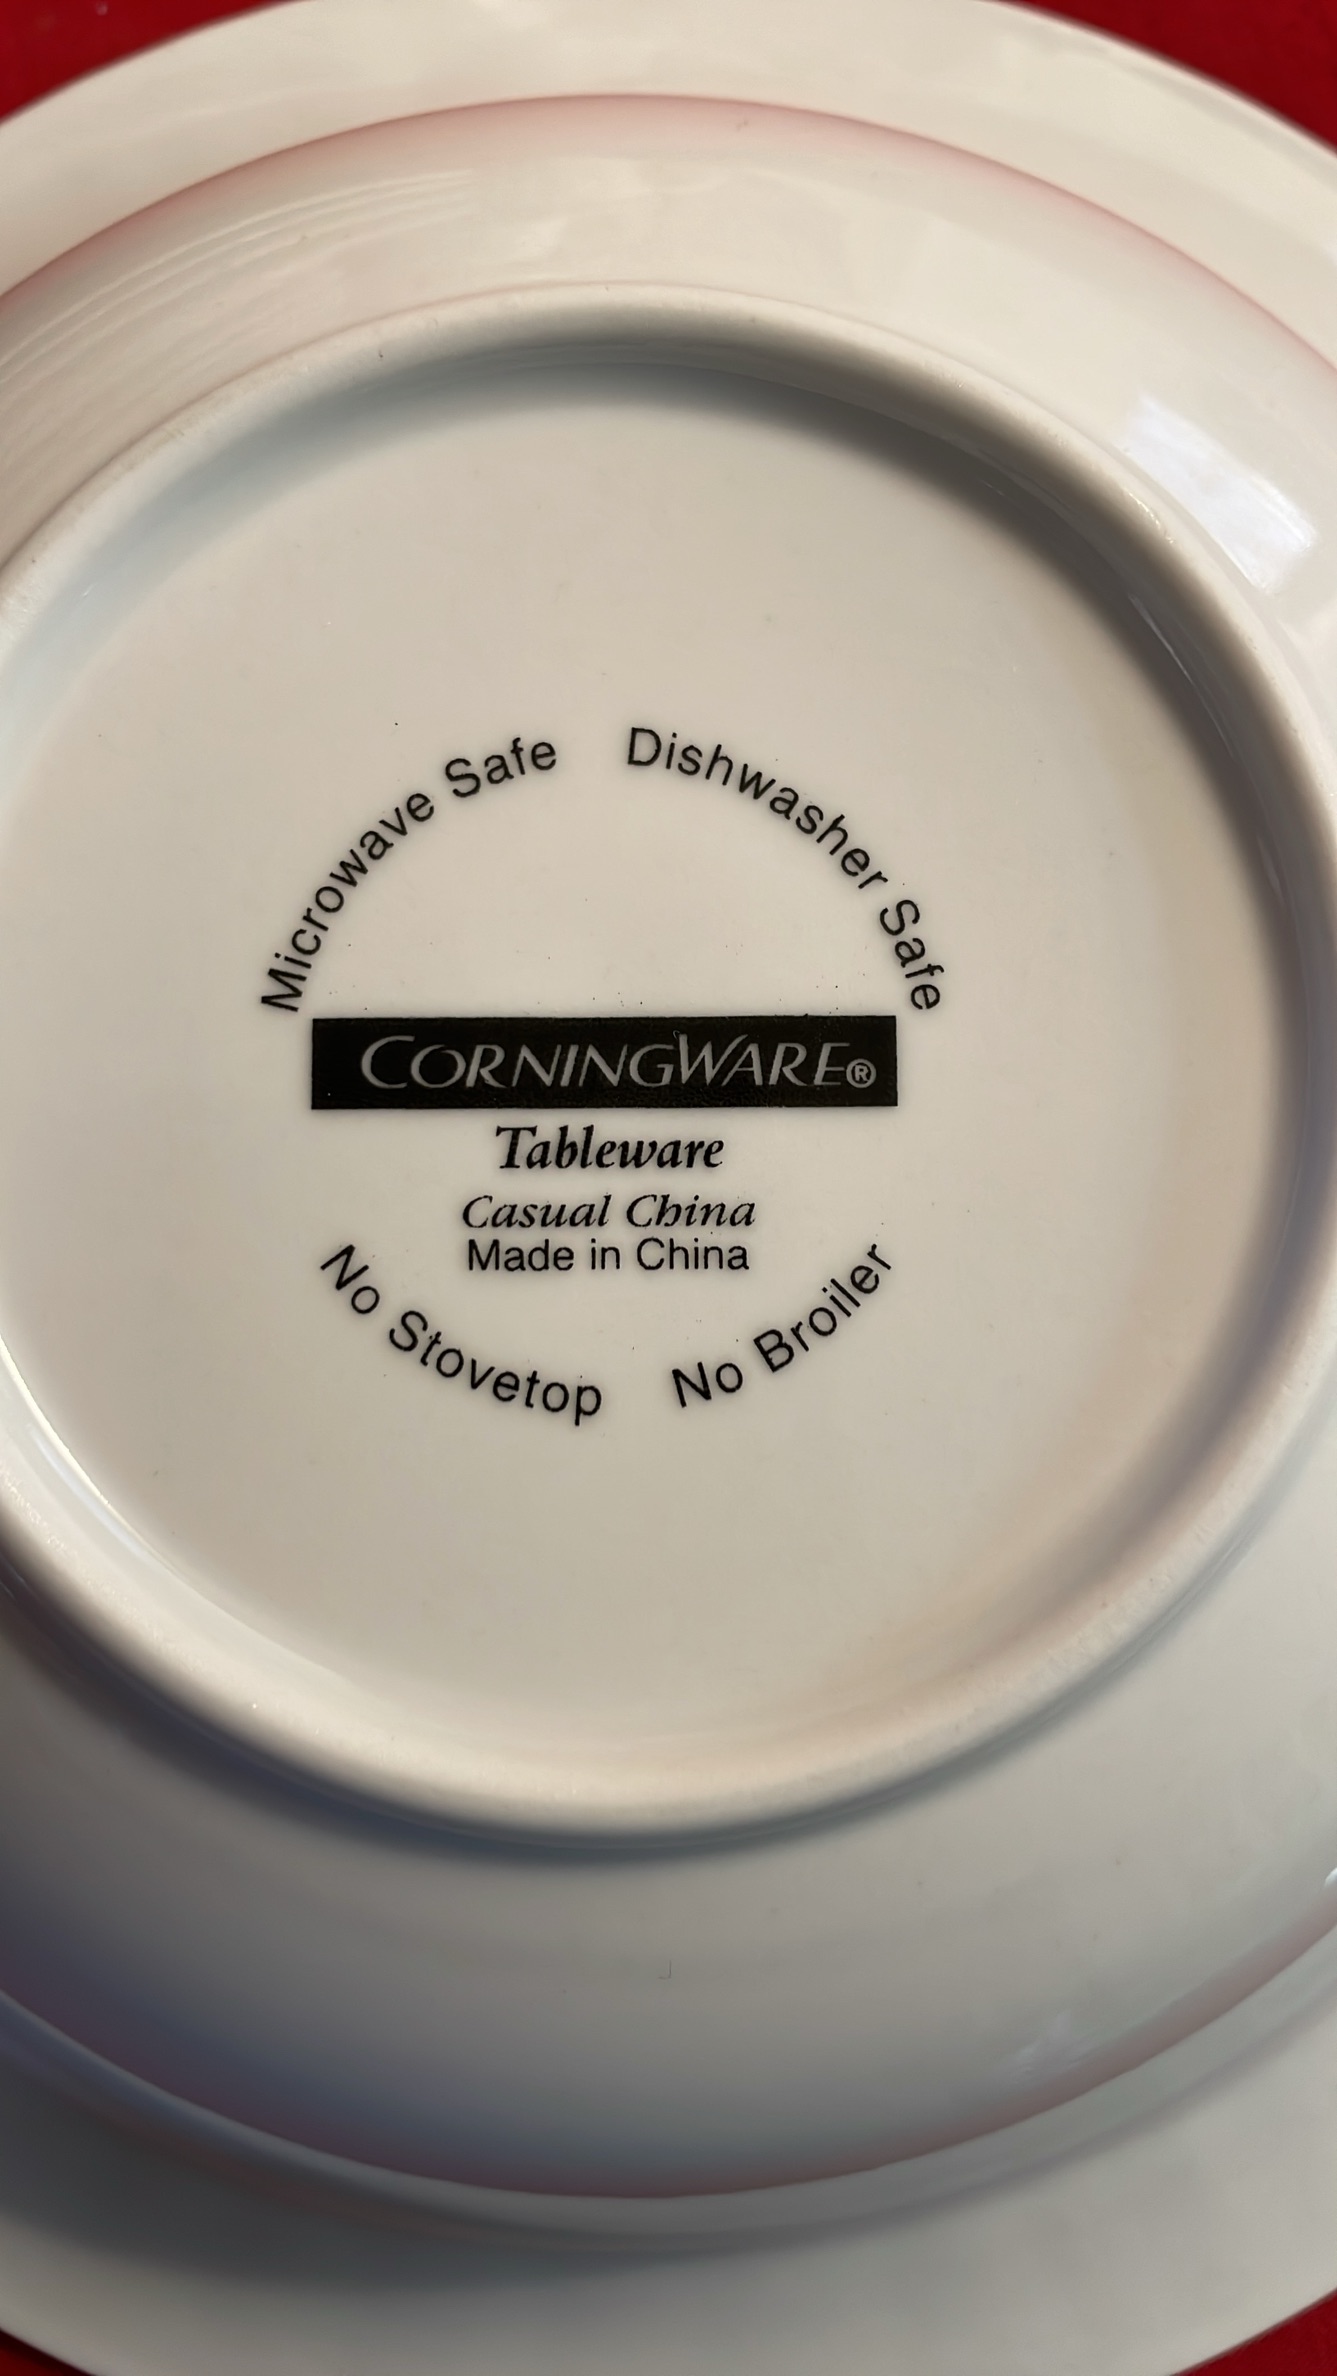 Microwave Safe Dishwasher Safe
CORNINGWARE®
Tableware
Casual China
Made in China
No Stovetop No Broiler